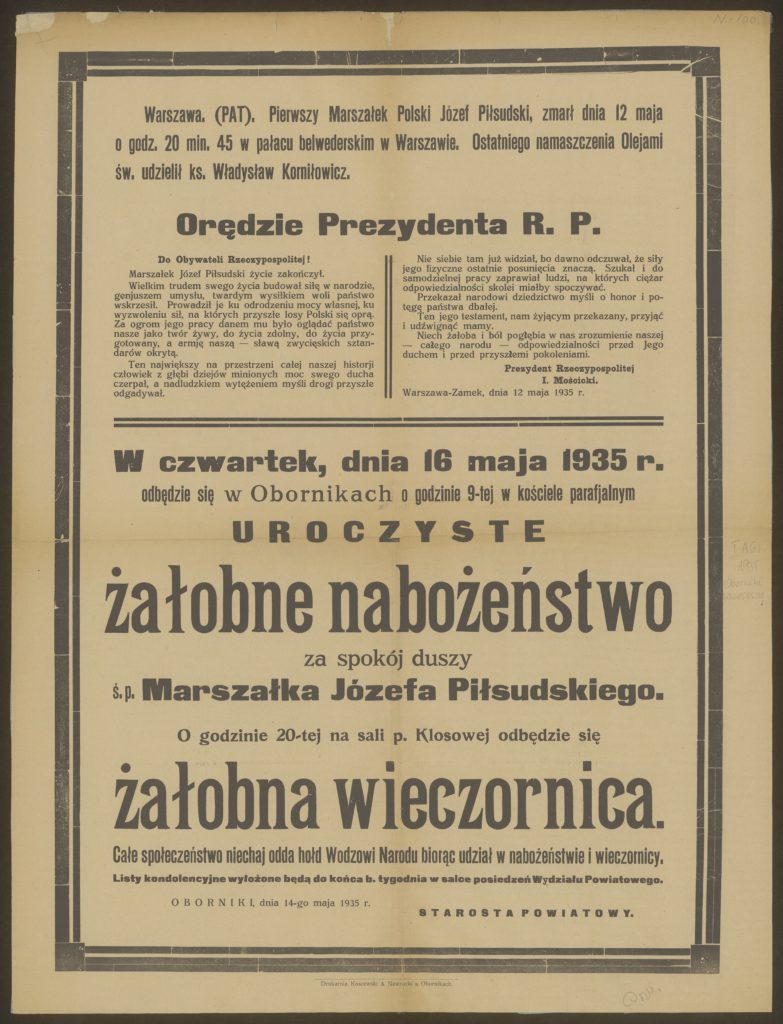 Warszawa. (PAT). Pierwszy Marszałek Polski Józef Piłsudski, zmarł dnia 12 maja
o godz. 20 min. 45 w pałacu belwederskim w Warszawie. Ostatniego namaszczenia Olejami
św. udzielił ks. Władysław Korniłowicz.
Orędzie Prezydenta R. P.
Do Obywateli Rzeczypospolitej!
Marszałek Józef Piłsudski życie zakończył.
Wielkim trudem swego życia budował siłę w narodzie,
genjuszem umysłu, twardym wysiłkiem woli państwo
wskrzesił. Prowadził je ku odrodzeniu mocy własnej, ku
wyzwoleniu sił, na których przyszłe losy Polski się oprą.
Za ogrom jego pracy danem mu było oglądać państwo
nasze jako twór żywy, do życia zdolny, do życia przy-
gotowany, a armję naszą — sławą zwycięskich sztan-
darów okrytą.
Ten największy na przestrzeni całej naszej historji
człowiek z głębi dziejów minionych moc swego ducha
czerpał, a nadludzkiem wytężeniem myśli drogi przyszłe
odgadywał.
Nie siebie tam już widział, bo dawno odczuwał, że siły
jego fizyczne ostatnie posunięcia znaczą. Szukał i do
samodzielnej pracy zaprawiał ludzi, na których ciężar
odpowiedzialności skolei miałby spoczywać.
Przekazał narodowi dziedzictwo myśli o honor i po-
tęgę państwa dbałej.
Ten jego testament, nam żyjącym przekazany, przyjąć
i udźwignąć mamy.
Niech żałoba i ból pogłębia w nas zrozumienie naszej
— całego narodu — odpowiedzialności przed Jego
duchem i przed przyszłemi pokoleniami.
Prezydent Rzeczypospolitej
I. Mościcki.
Warszawa-Zamek, dnia 12 maja 1935 r.
W czwartek, dnia 16 maja 1935 r.
odbędzie się w Obornikach o godzinie 9-tej w kościele parafjalnym
UROCZYSTE
żałobne nabożeństwo
za spokój duszy
ś.p. Marszałka Józefa Piłsudskiego.
O godzinie 20-tej na sali p. Klosowej odbędzie się
żałobna wieczornica.
Całe społeczeństwo niechaj odda hołd Wodzowi Narodu biorąc udział w nabożeństwie i wieczornicy.
Listy kondolencyjne wyłożone będą do końca b. tygodnia w salce posiedzeń Wydziału Powiatowego.
OBORNIKI, dnia 14-go maja 1935 r.
STAROSTA POWIATOWY.
Drukarnia Koszewski & Nawrocki w Obornikach.